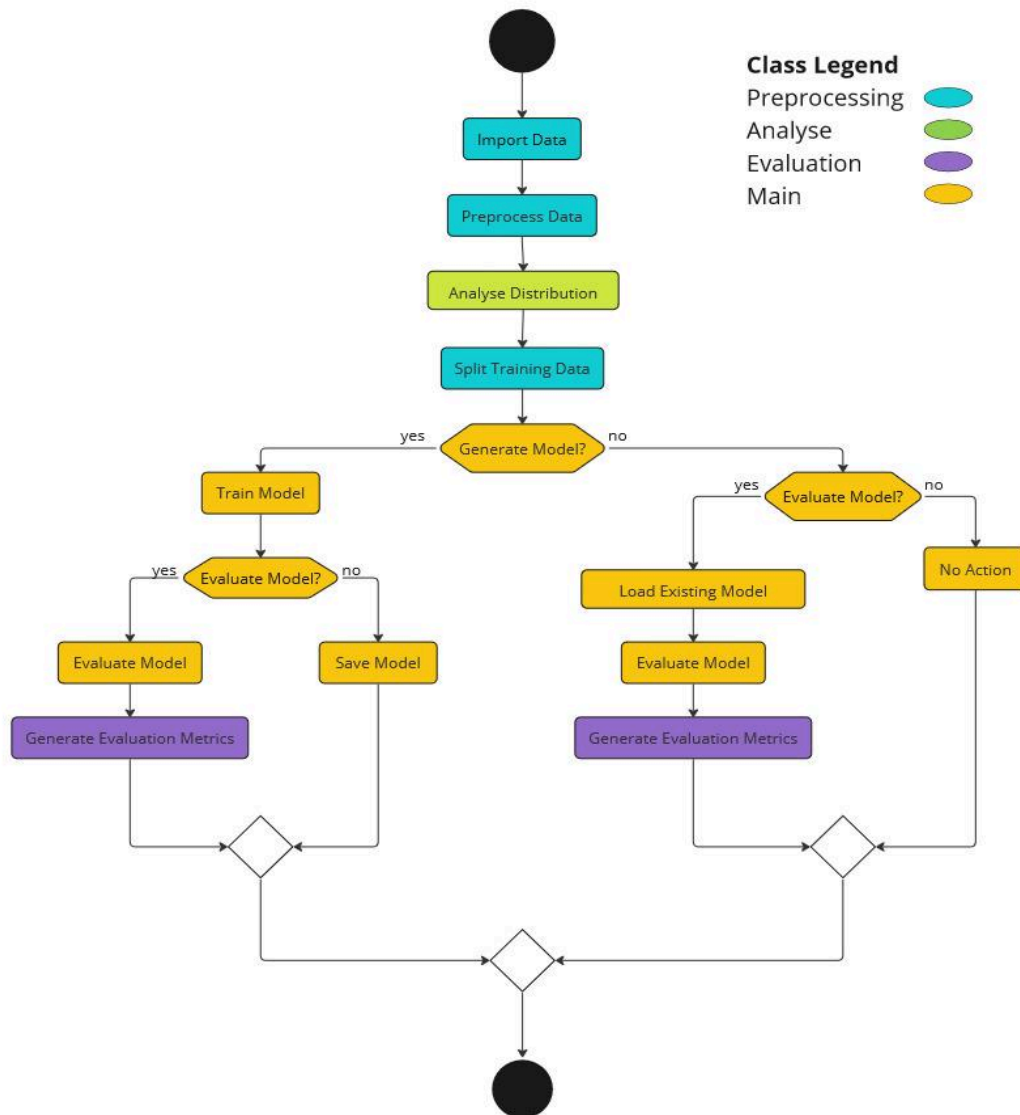 Class Legend
Preprocessing
Analyse
Evaluation
Main
Import Data
Preprocess Data
Analyse Distribution
Split Training Data
yes
Generate Model?
no
Train Model
yes
Evaluate Model?
no
yes
Evaluate Model?
no
Load Existing Model
No Action
Evaluate Model
Save Model
Evaluate Model
Generate Evaluation Metrics
Generate Evaluation Metrics